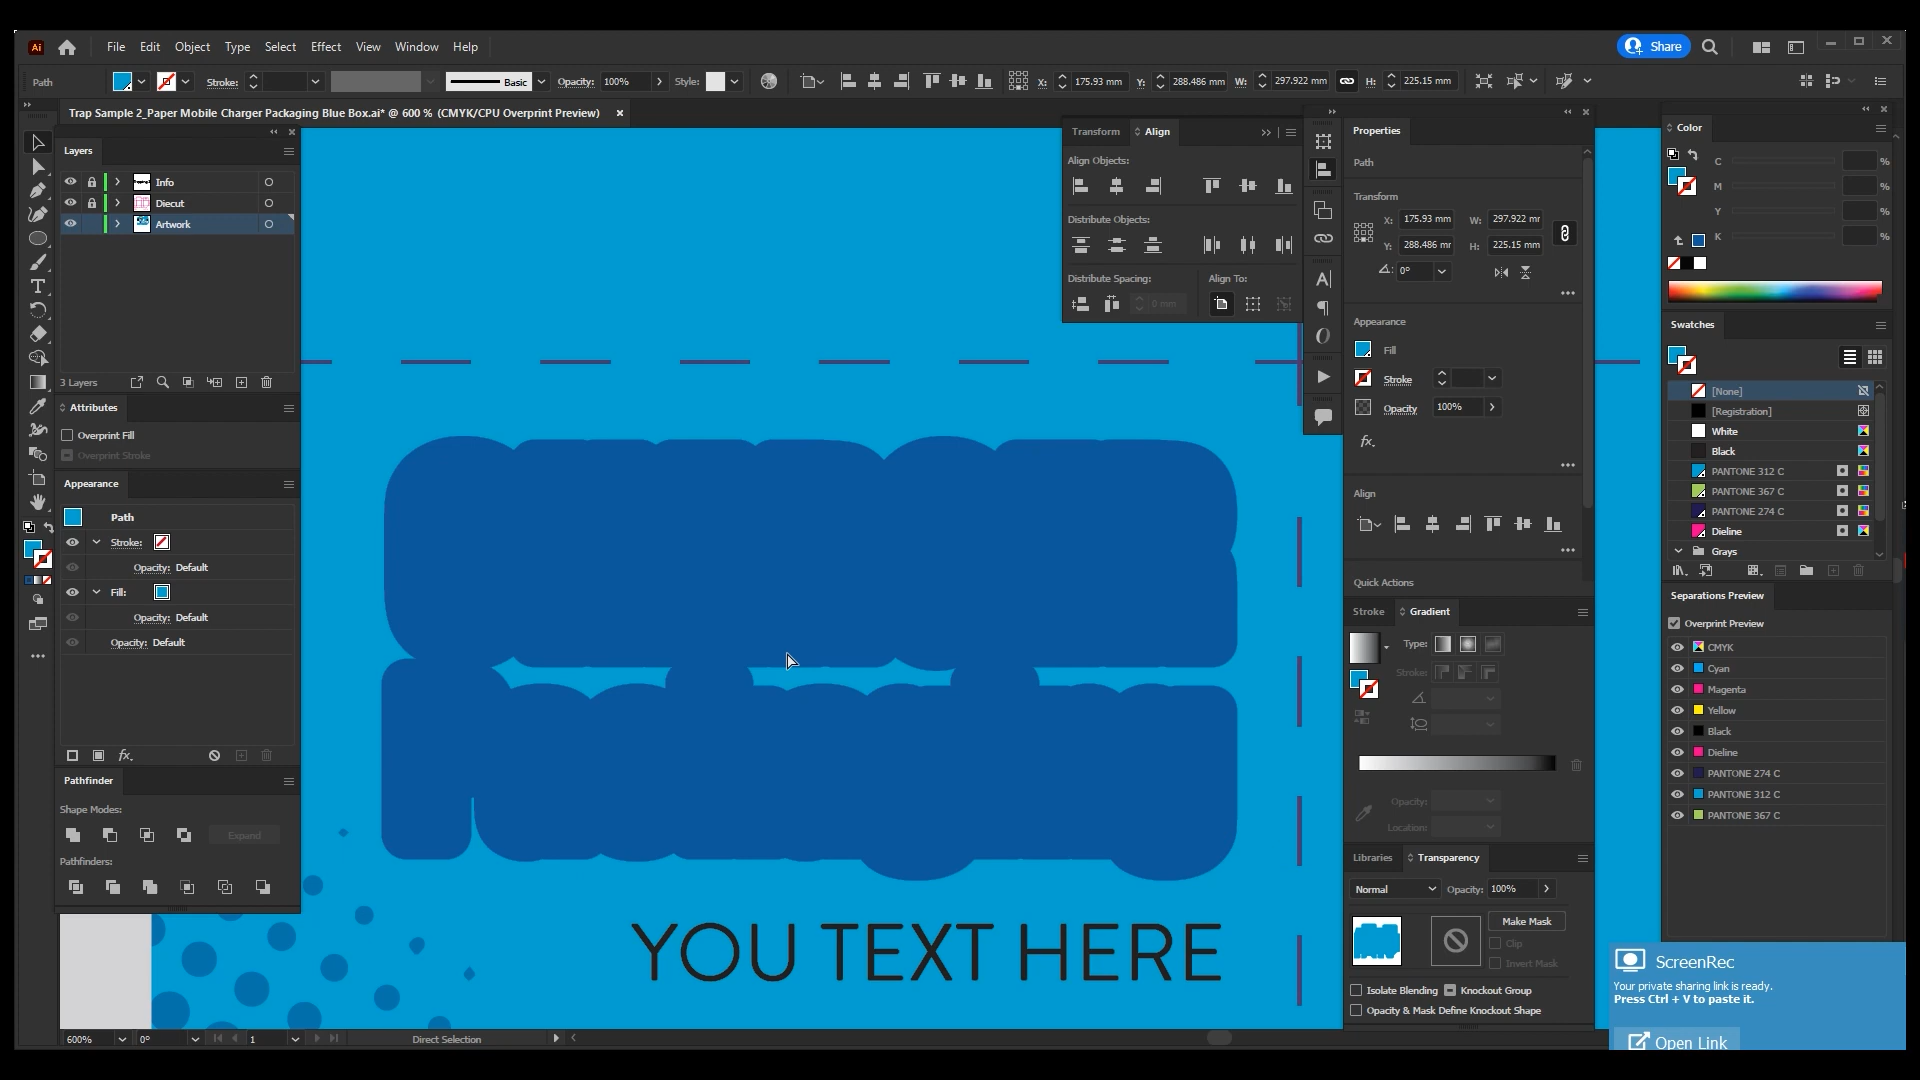 Ai File Edit Object Type Select Effect View Window Help Share
Path Stroke: Basic Opacity: 100% Style: X: 175.93 mm Y: 288.486 mm W: 297.922 mm H: 225.15 mm
Trap Sample 2_Paper Mobile Charger Packaging Blue Box.ai* @ 600 % (CMYK/CPU Overprint Preview)
Layers
Info
Diecut
Artwork
3 Layers
Attributes
Overprint Fill
Overprint Stroke
Appearance
Path
Stroke:
Opacity: Default
Fill:
Opacity: Default
Opacity: Default
fx.
Pathfinder
Shape Modes:
Expand
Pathfinders:
Transform Align
Align Objects:
Distribute Objects:
Distribute Spacing: Align To:
0 mm
YOU TEXT HERE
600% 0° 1 Direct Selection
Properties
Path
Transform
X: 175.93 mm W: 297.922 mr
Y: 288.486 mr H: 225.15 mm
0°
Appearance
Fill
Stroke
Opacity 100%
fx.
Align
Quick Actions
Stroke Gradient
Type:
Stroke:
Opacity:
Location:
Libraries Transparency
Normal Opacity: 100%
Make Mask
Clip
Invert Mask
Isolate Blending Knockout Group
Opacity & Mask Define Knockout Shape
Color
C %
M %
Y %
K %
Swatches
[None]
[Registration]
White
Black
PANTONE 312 C
PANTONE 367 C
PANTONE 274 C
Dieline
Grays
Separations Preview
Overprint Preview
CMYK
Cyan
Magenta
Yellow
Black
Dieline
PANTONE 274 C
PANTONE 312 C
PANTONE 367 C
ScreenRec
Your private sharing link is ready.
Press Ctrl + V to paste it.
Open Link